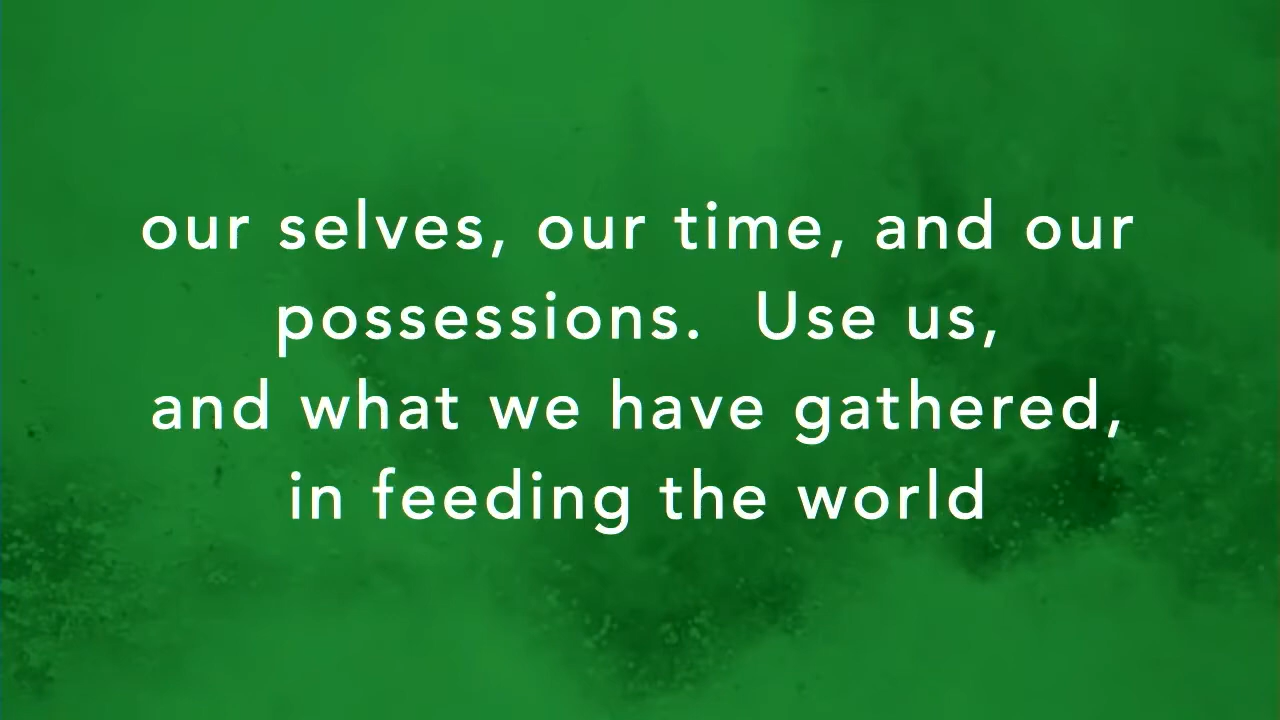 our selves, our time, and our
possessions.  Use us,
and what we have gathered,
in feeding the world